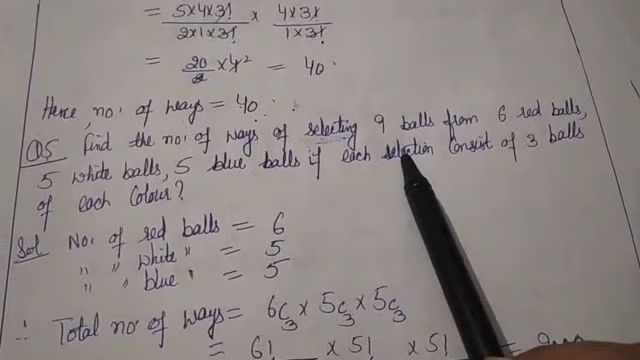 = 5×4×3! / 2×1×3! × 4×3! / 1×3!
= 20/2 × 4² = 40
Hence, no. of ways = 40
Q5 Find the no. of ways of selecting 9 balls from 6 red balls,
5 white balls, 5 blue balls if each selection consist of 3 balls
of each colour?
Sol No. of red balls = 6
" " white " = 5
" " blue " = 5
∴ Total no of ways = 6C3 × 5C3 × 5C3
= 6! × 5! × 5! =